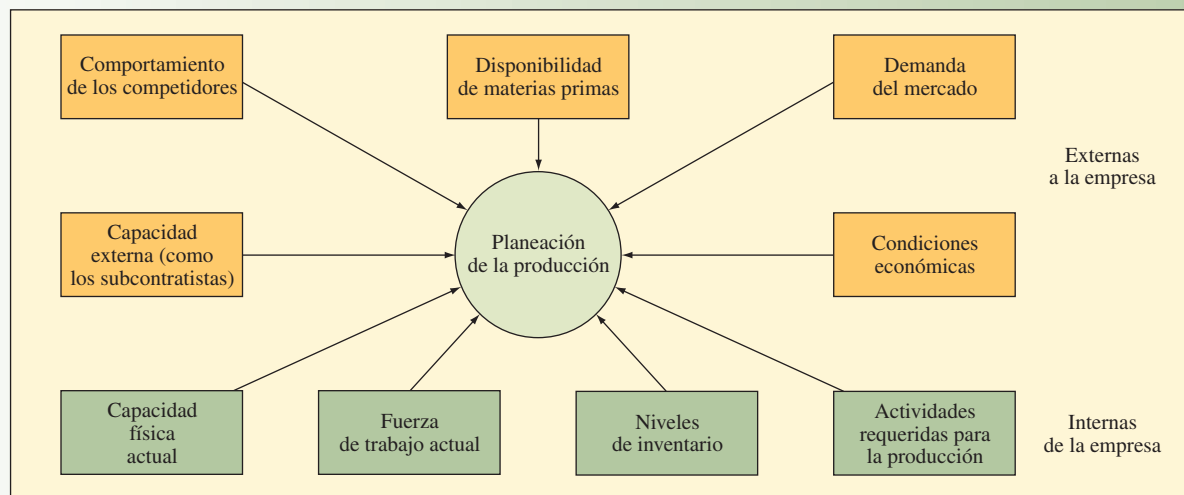 Comportamiento
de los competidores
Disponibilidad
de materias primas
Demanda
del mercado
Externas
a la empresa
Capacidad
externa (como
los subcontratistas)
Planeación
de la producción
Condiciones
económicas
Capacidad
física
actual
Fuerza
de trabajo actual
Niveles
de inventario
Actividades
requeridas para
la producción
Internas
de la empresa